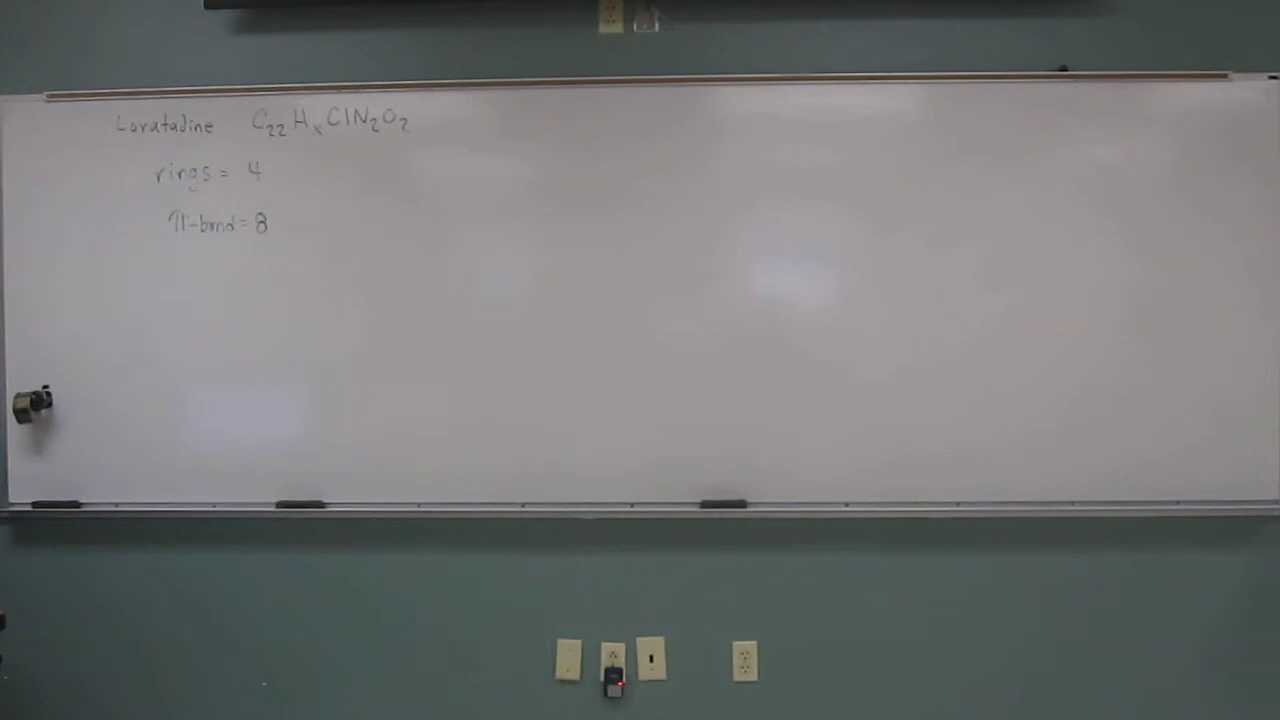 Loratadine C₂₂HₓClN₂O₂
rings = 4
π-bond = 8